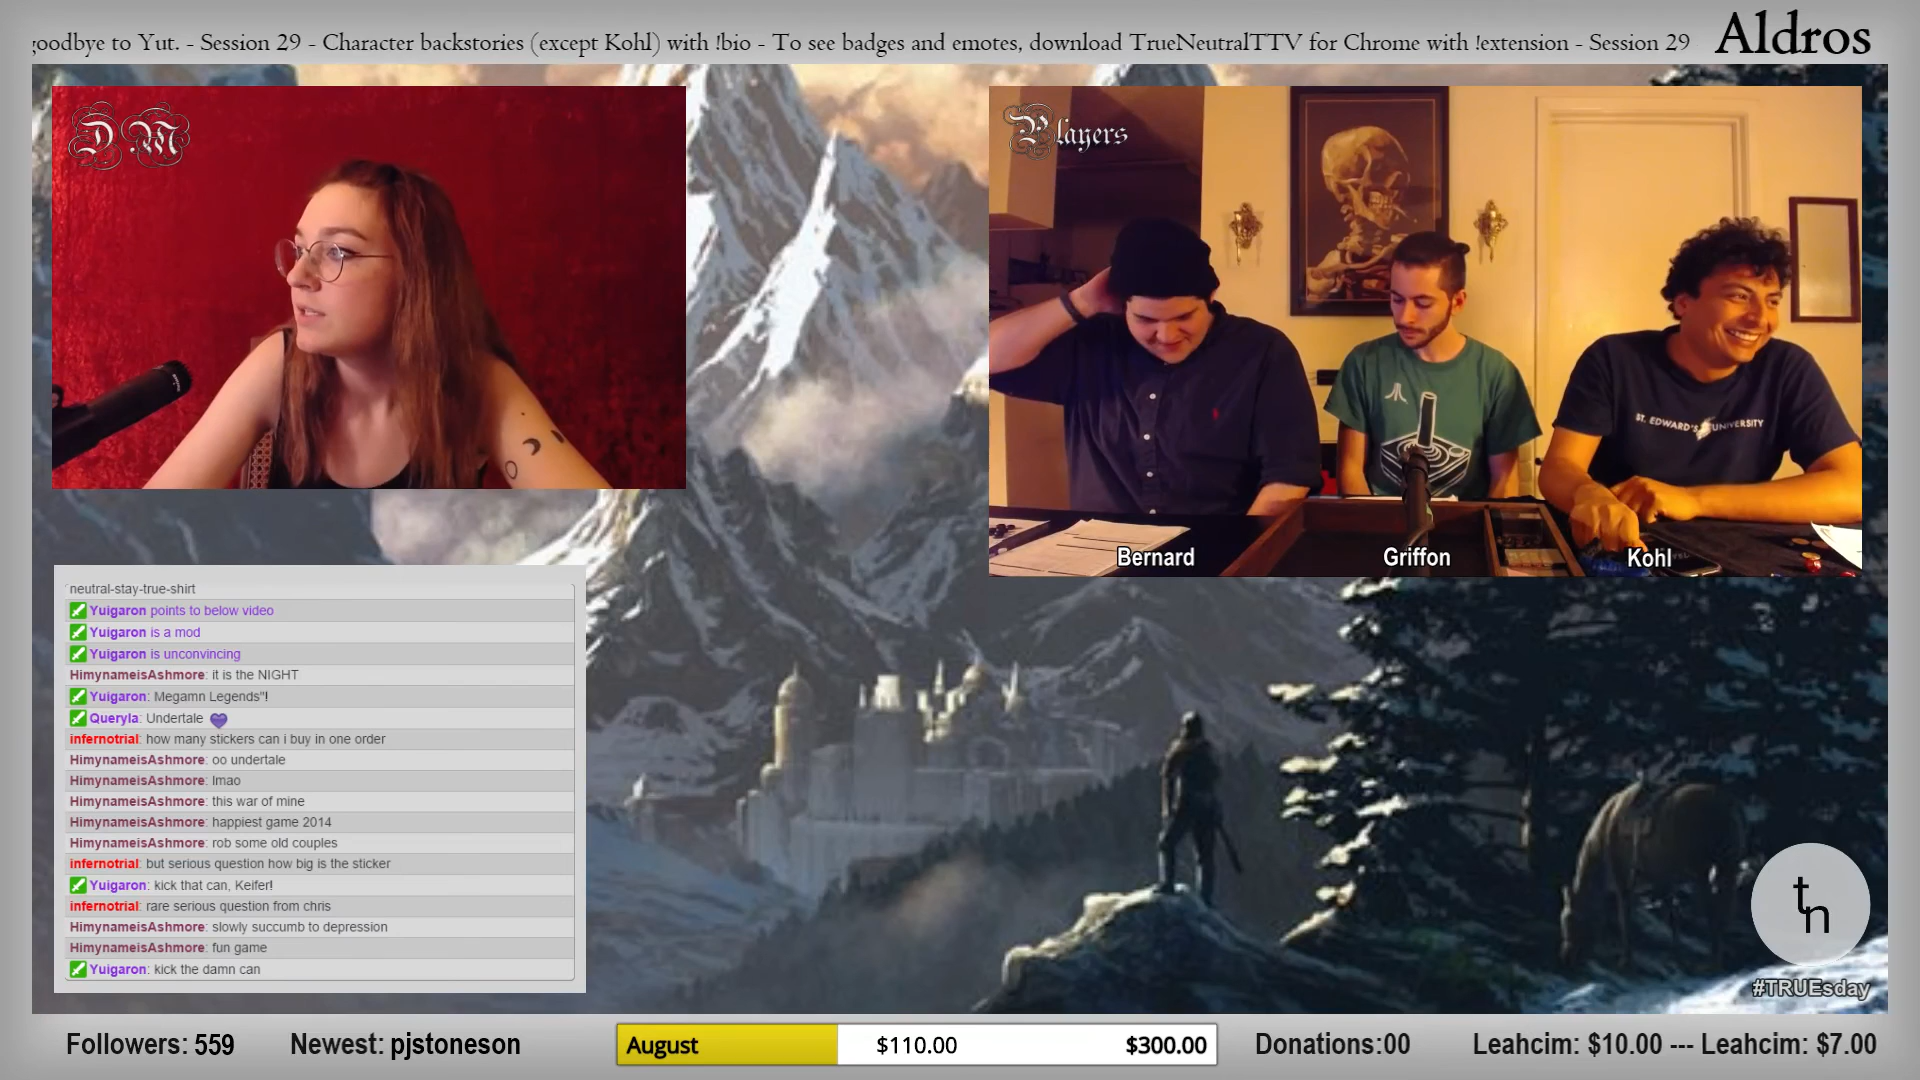 goodbye to Yut. - Session 29 - Character backstories (except Kohl) with !bio - To see badges and emotes, download TrueNeutralTTV for Chrome with !extension - Session 29
Aldros
DM
Players
ST. EDWARD'S UNIVERSITY
Bernard
Griffon
Kohl
neutral-stay-true-shirt
Yuigaron points to below video
Yuigaron is a mod
Yuigaron is unconvincing
HimynameisAshmore: it is the NIGHT
Yuigaron: Megamn Legends"!
Queryla: Undertale
infernotrial: how many stickers can i buy in one order
HimynameisAshmore: oo undertale
HimynameisAshmore: lmao
HimynameisAshmore: this war of mine
HimynameisAshmore: happiest game 2014
HimynameisAshmore: rob some old couples
infernotrial: but serious question how big is the sticker
Yuigaron: kick that can, Keifer!
infernotrial: rare serious question from chris
HimynameisAshmore: slowly succumb to depression
HimynameisAshmore: fun game
Yuigaron: kick the damn can
tn
#TRUEsday
Followers: 559
Newest: pjstoneson
August
$110.00
$300.00
Donations:00
Leahcim: $10.00 --- Leahcim: $7.00